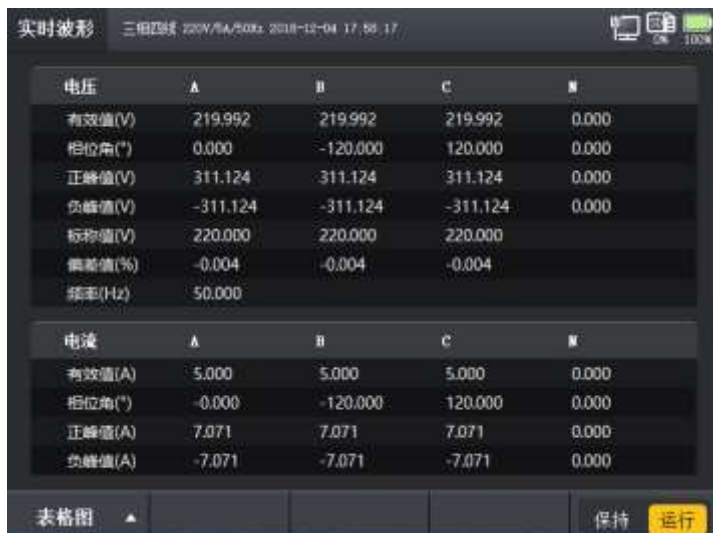 实时波形 三相四线 220V/5A/50Hz 2018-12-04 17:58:17 0% 100%
电压 A B C N
有效值(V) 219.992 219.992 219.992 0.000
相位角(°) 0.000 -120.000 120.000 0.000
正峰值(V) 311.124 311.124 311.124 0.000
负峰值(V) -311.124 -311.124 -311.124 0.000
标称值(V) 220.000 220.000 220.000
偏差值(%) -0.004 -0.004 -0.004
频率(Hz) 50.000
电流 A B C N
有效值(A) 5.000 5.000 5.000 0.000
相位角(°) -0.000 -120.000 120.000 0.000
正峰值(A) 7.071 7.071 7.071 0.000
负峰值(A) -7.071 -7.071 -7.071 0.000
表格图 保持 运行